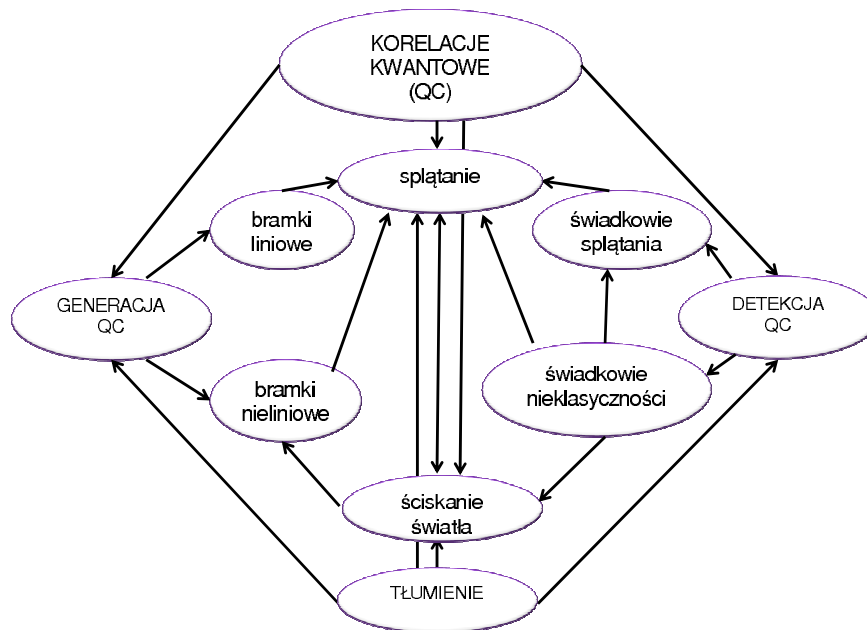 KORELACJE
KWANTOWE
(QC)
splątanie
bramki
liniowe
świadkowie
splątania
GENERACJA
QC
DETEKCJA
QC
bramki
nieliniowe
świadkowie
nieklasyczności
ściskanie
światła
TŁUMIENIE